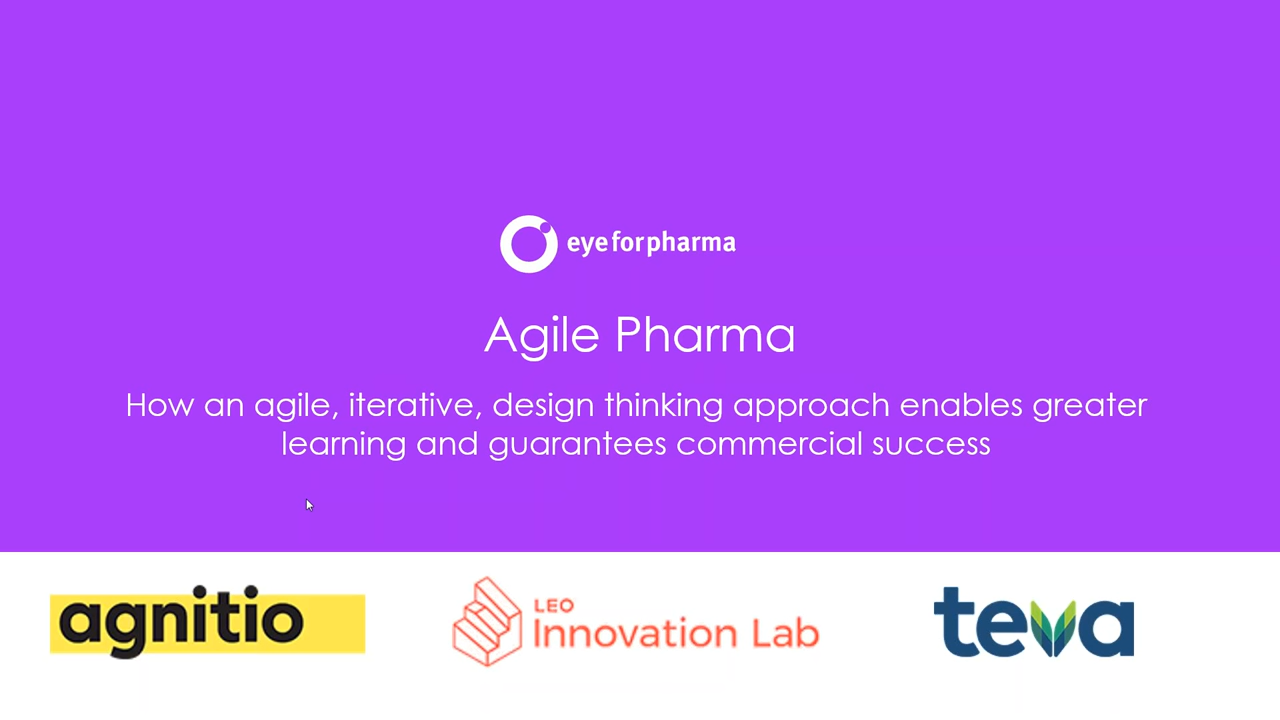 eyeforpharma
Agile Pharma
How an agile, iterative, design thinking approach enables greater
learning and guarantees commercial success
agnitio
LEO
Innovation Lab
teva